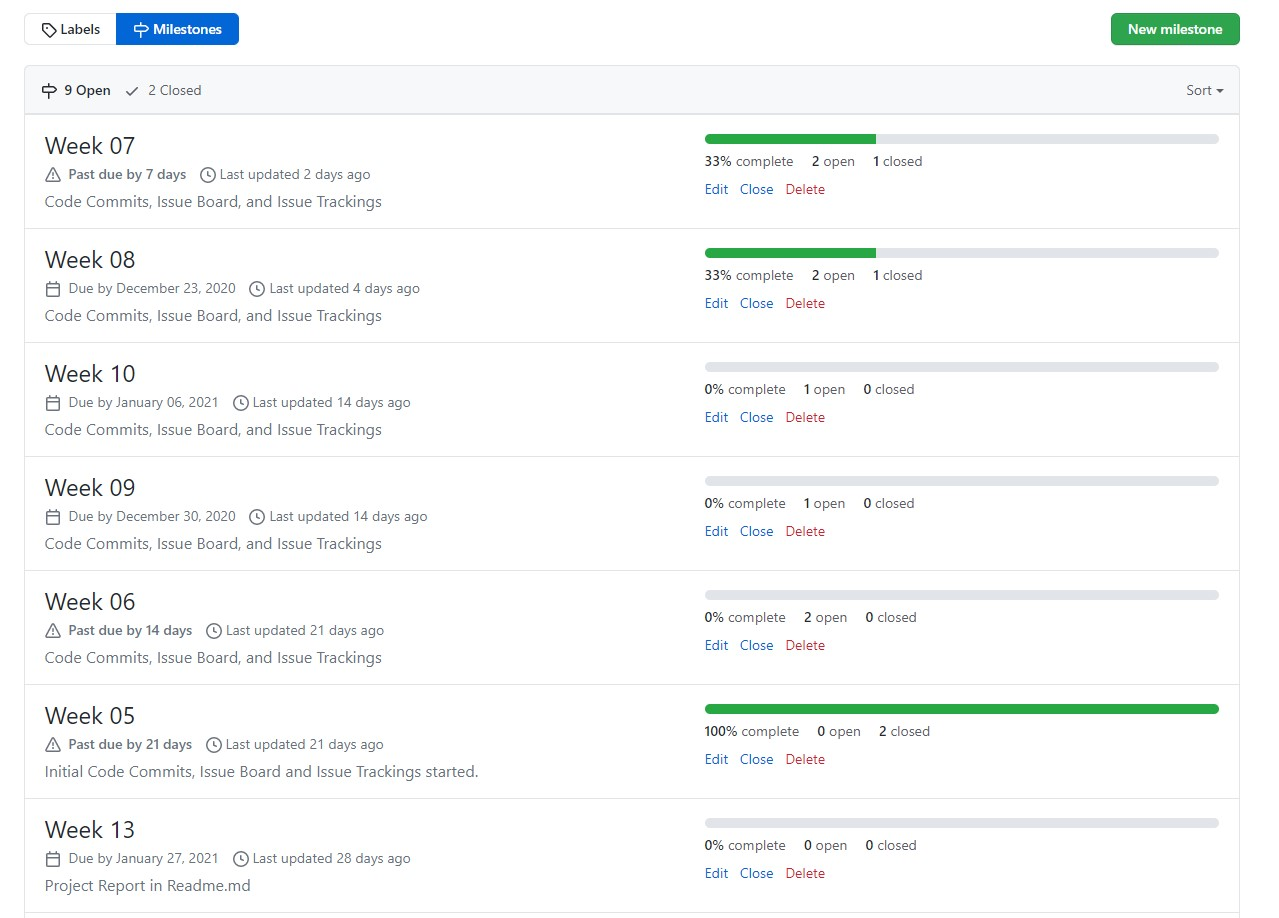 Labels Milestones New milestone
9 Open 2 Closed Sort
Week 07
Past due by 7 days Last updated 2 days ago
Code Commits, Issue Board, and Issue Trackings
33% complete 2 open 1 closed
Edit Close Delete
Week 08
Due by December 23, 2020 Last updated 4 days ago
Code Commits, Issue Board, and Issue Trackings
33% complete 2 open 1 closed
Edit Close Delete
Week 10
Due by January 06, 2021 Last updated 14 days ago
Code Commits, Issue Board, and Issue Trackings
0% complete 1 open 0 closed
Edit Close Delete
Week 09
Due by December 30, 2020 Last updated 14 days ago
Code Commits, Issue Board, and Issue Trackings
0% complete 1 open 0 closed
Edit Close Delete
Week 06
Past due by 14 days Last updated 21 days ago
Code Commits, Issue Board, and Issue Trackings
0% complete 2 open 0 closed
Edit Close Delete
Week 05
Past due by 21 days Last updated 21 days ago
Initial Code Commits, Issue Board and Issue Trackings started.
100% complete 0 open 2 closed
Edit Close Delete
Week 13
Due by January 27, 2021 Last updated 28 days ago
Project Report in Readme.md
0% complete 0 open 0 closed
Edit Close Delete